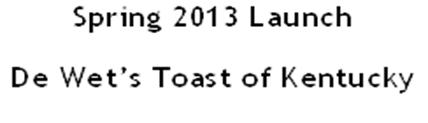 Spring 2013 Launch
De Wet's Toast of Kentucky